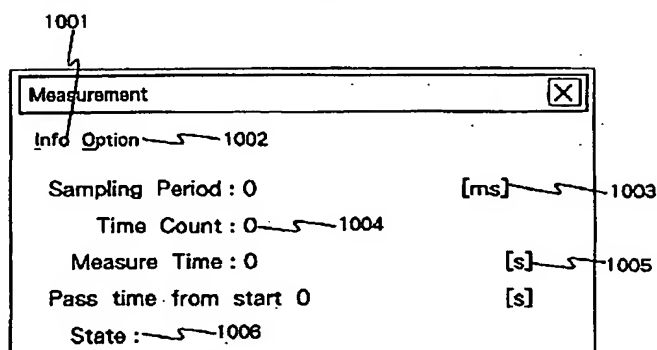 1001
Measurement
Info Option 1002
Sampling Period : 0 [ms] 1003
Time Count : 0 1004
Measure Time : 0 [s] 1005
Pass time from start 0 [s]
State : 1006